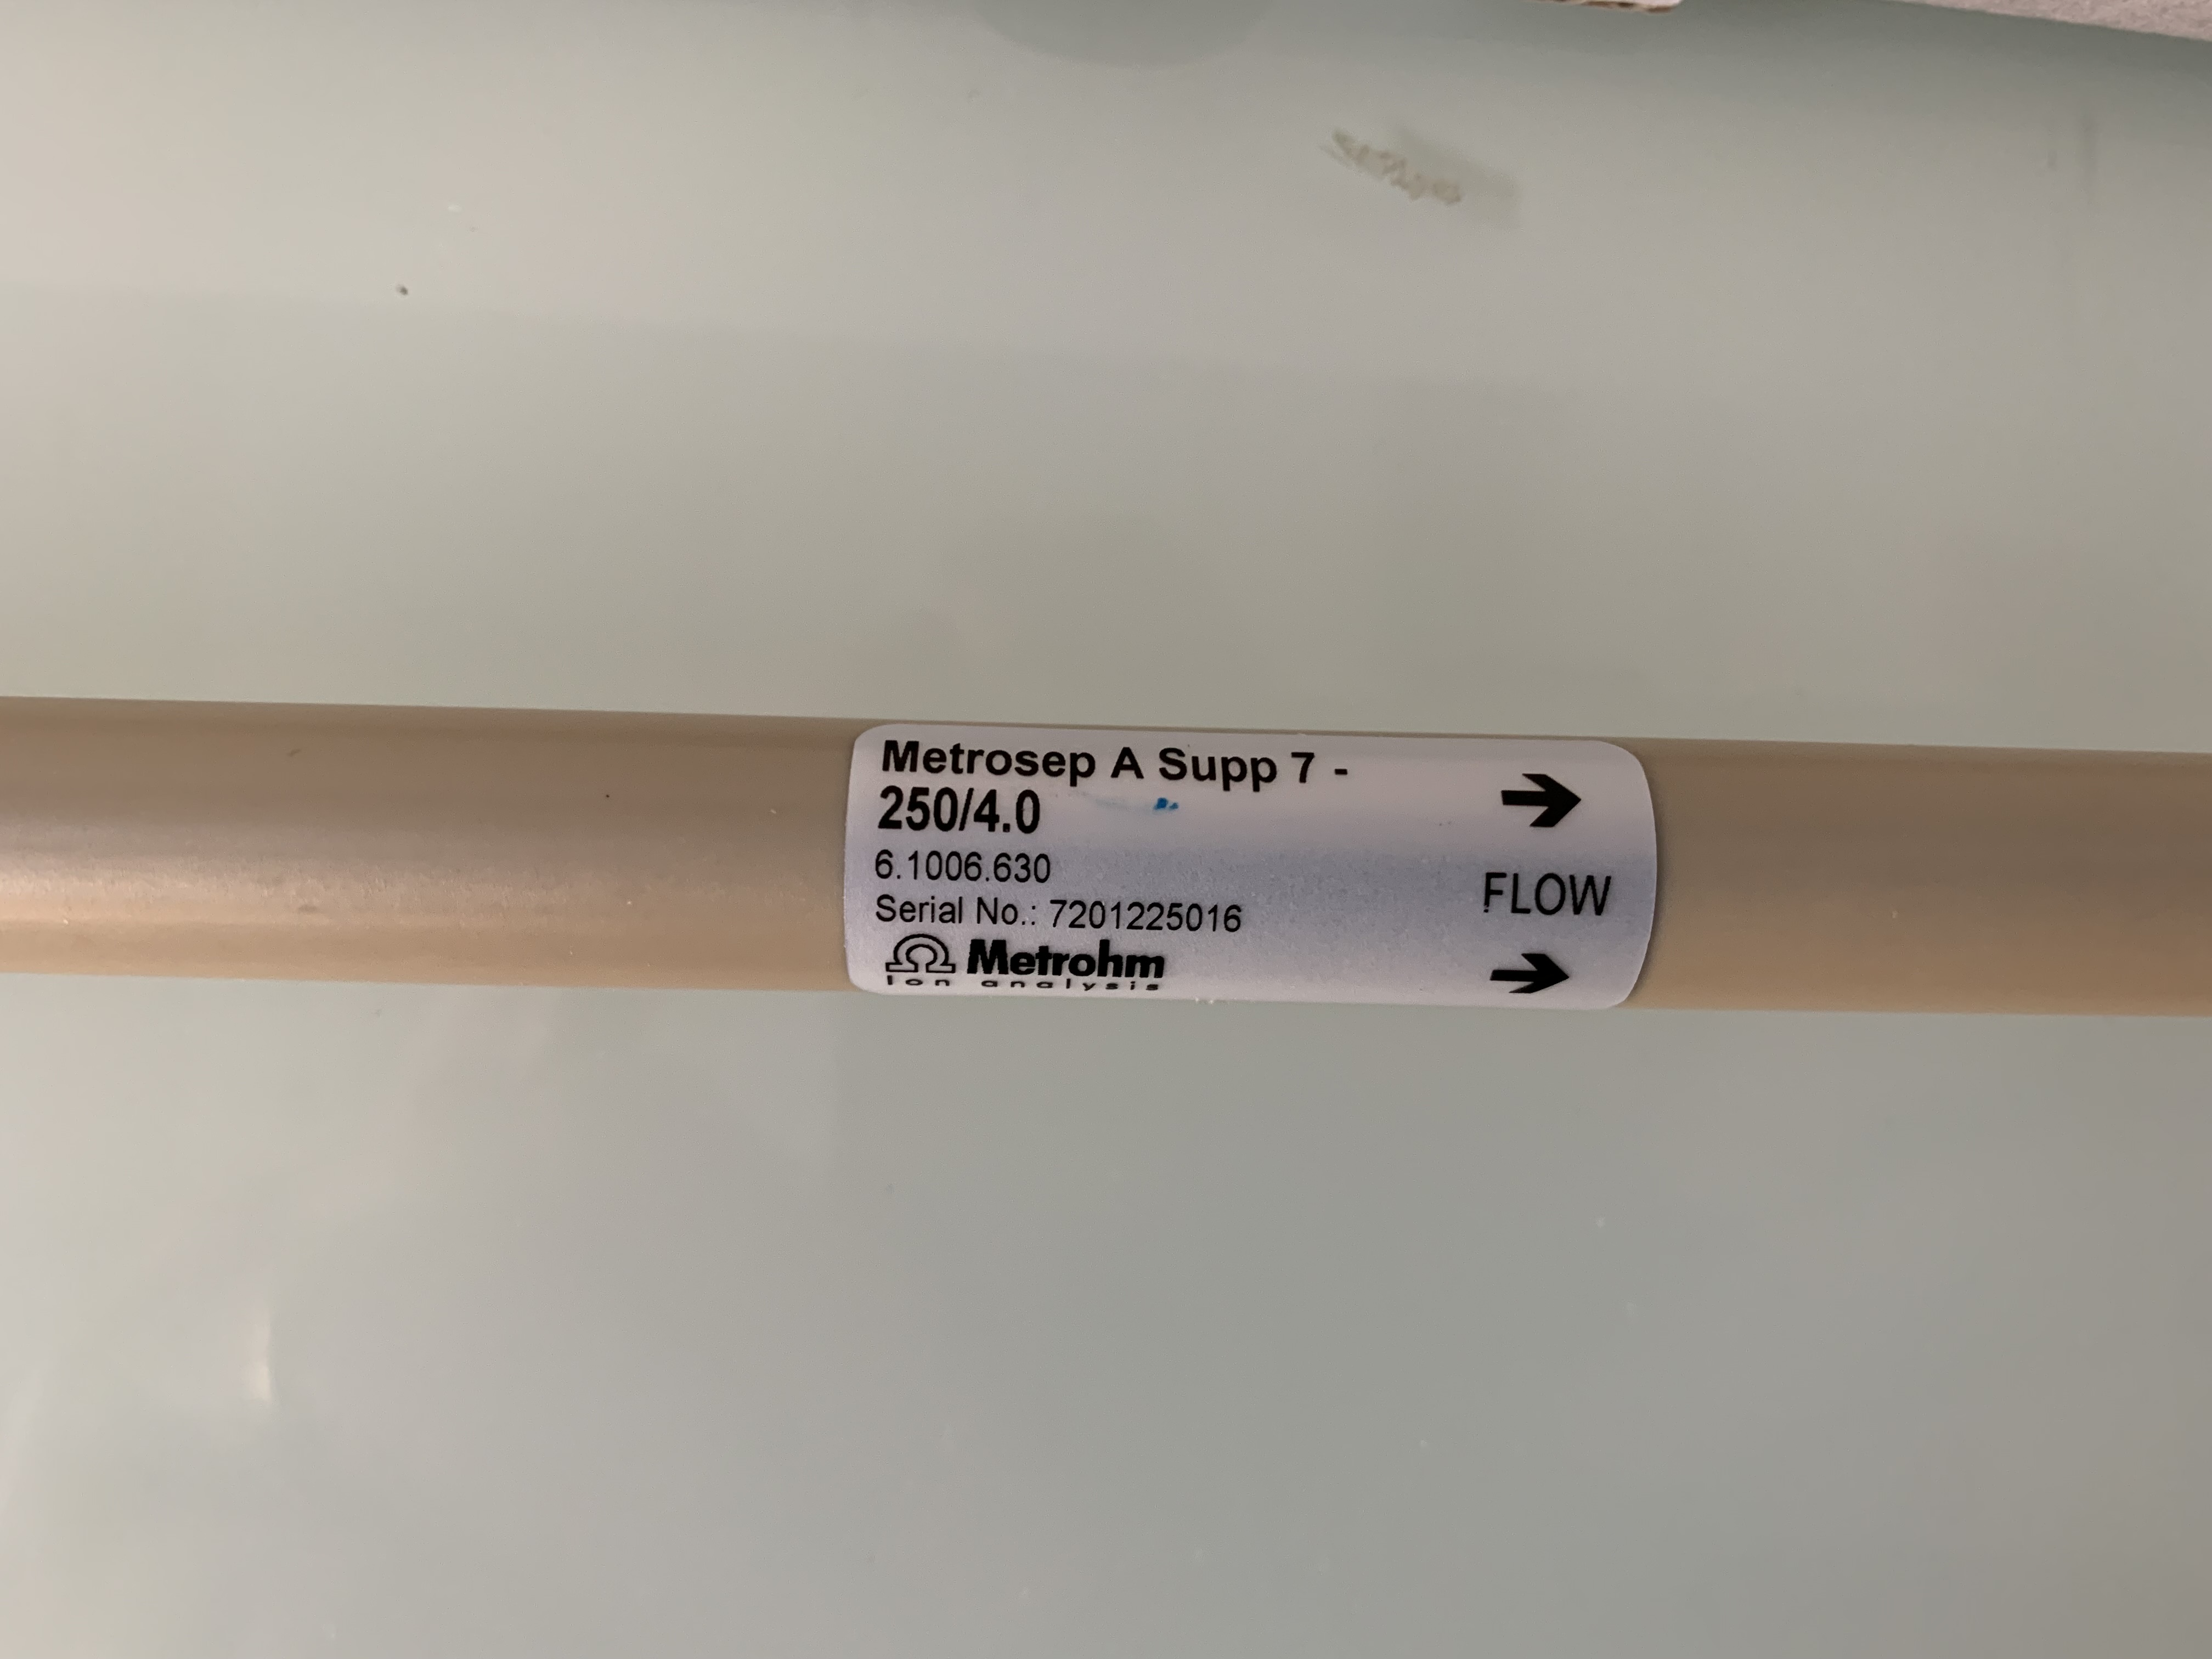 Metrosep A Supp 7 -
250/4.0
6.1006.630
Serial No.: 7201225016
Metrohm
Ion analysis
FLOW